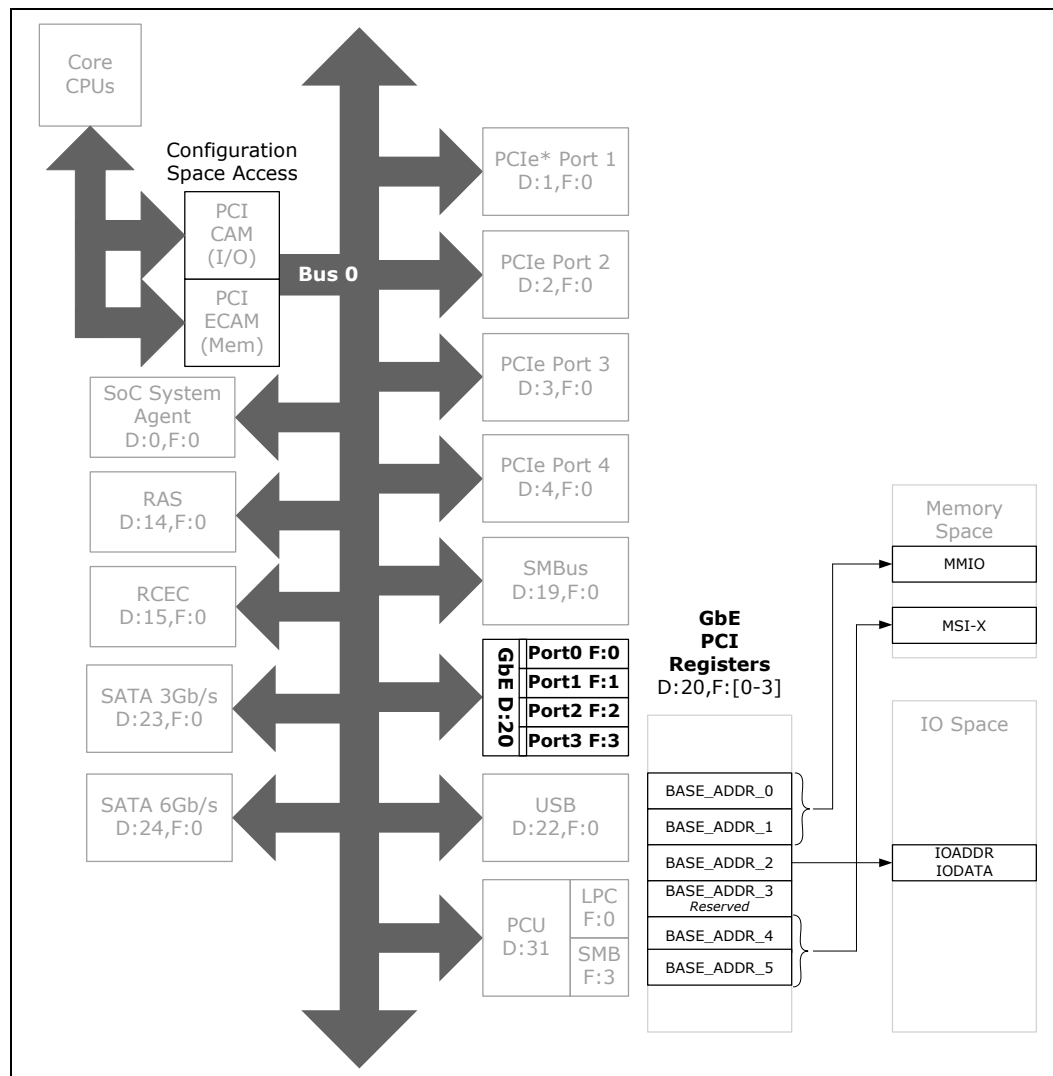 Core
CPUs
Configuration
Space Access
PCI
CAM
(I/O)
PCI
ECAM
(Mem)
Bus 0
SoC System
Agent
D:0,F:0
RAS
D:14,F:0
RCEC
D:15,F:0
SATA 3Gb/s
D:23,F:0
SATA 6Gb/s
D:24,F:0
PCIe* Port 1
D:1,F:0
PCIe Port 2
D:2,F:0
PCIe Port 3
D:3,F:0
PCIe Port 4
D:4,F:0
SMBus
D:19,F:0
GbE D:20
Port0 F:0
Port1 F:1
Port2 F:2
Port3 F:3
USB
D:22,F:0
PCU
D:31
LPC
F:0
SMB
F:3
GbE
PCI
Registers
D:20,F:[0-3]
BASE_ADDR_0
BASE_ADDR_1
BASE_ADDR_2
BASE_ADDR_3
Reserved
BASE_ADDR_4
BASE_ADDR_5
Memory
Space
MMIO
MSI-X
IO Space
IOADDR
IODATA